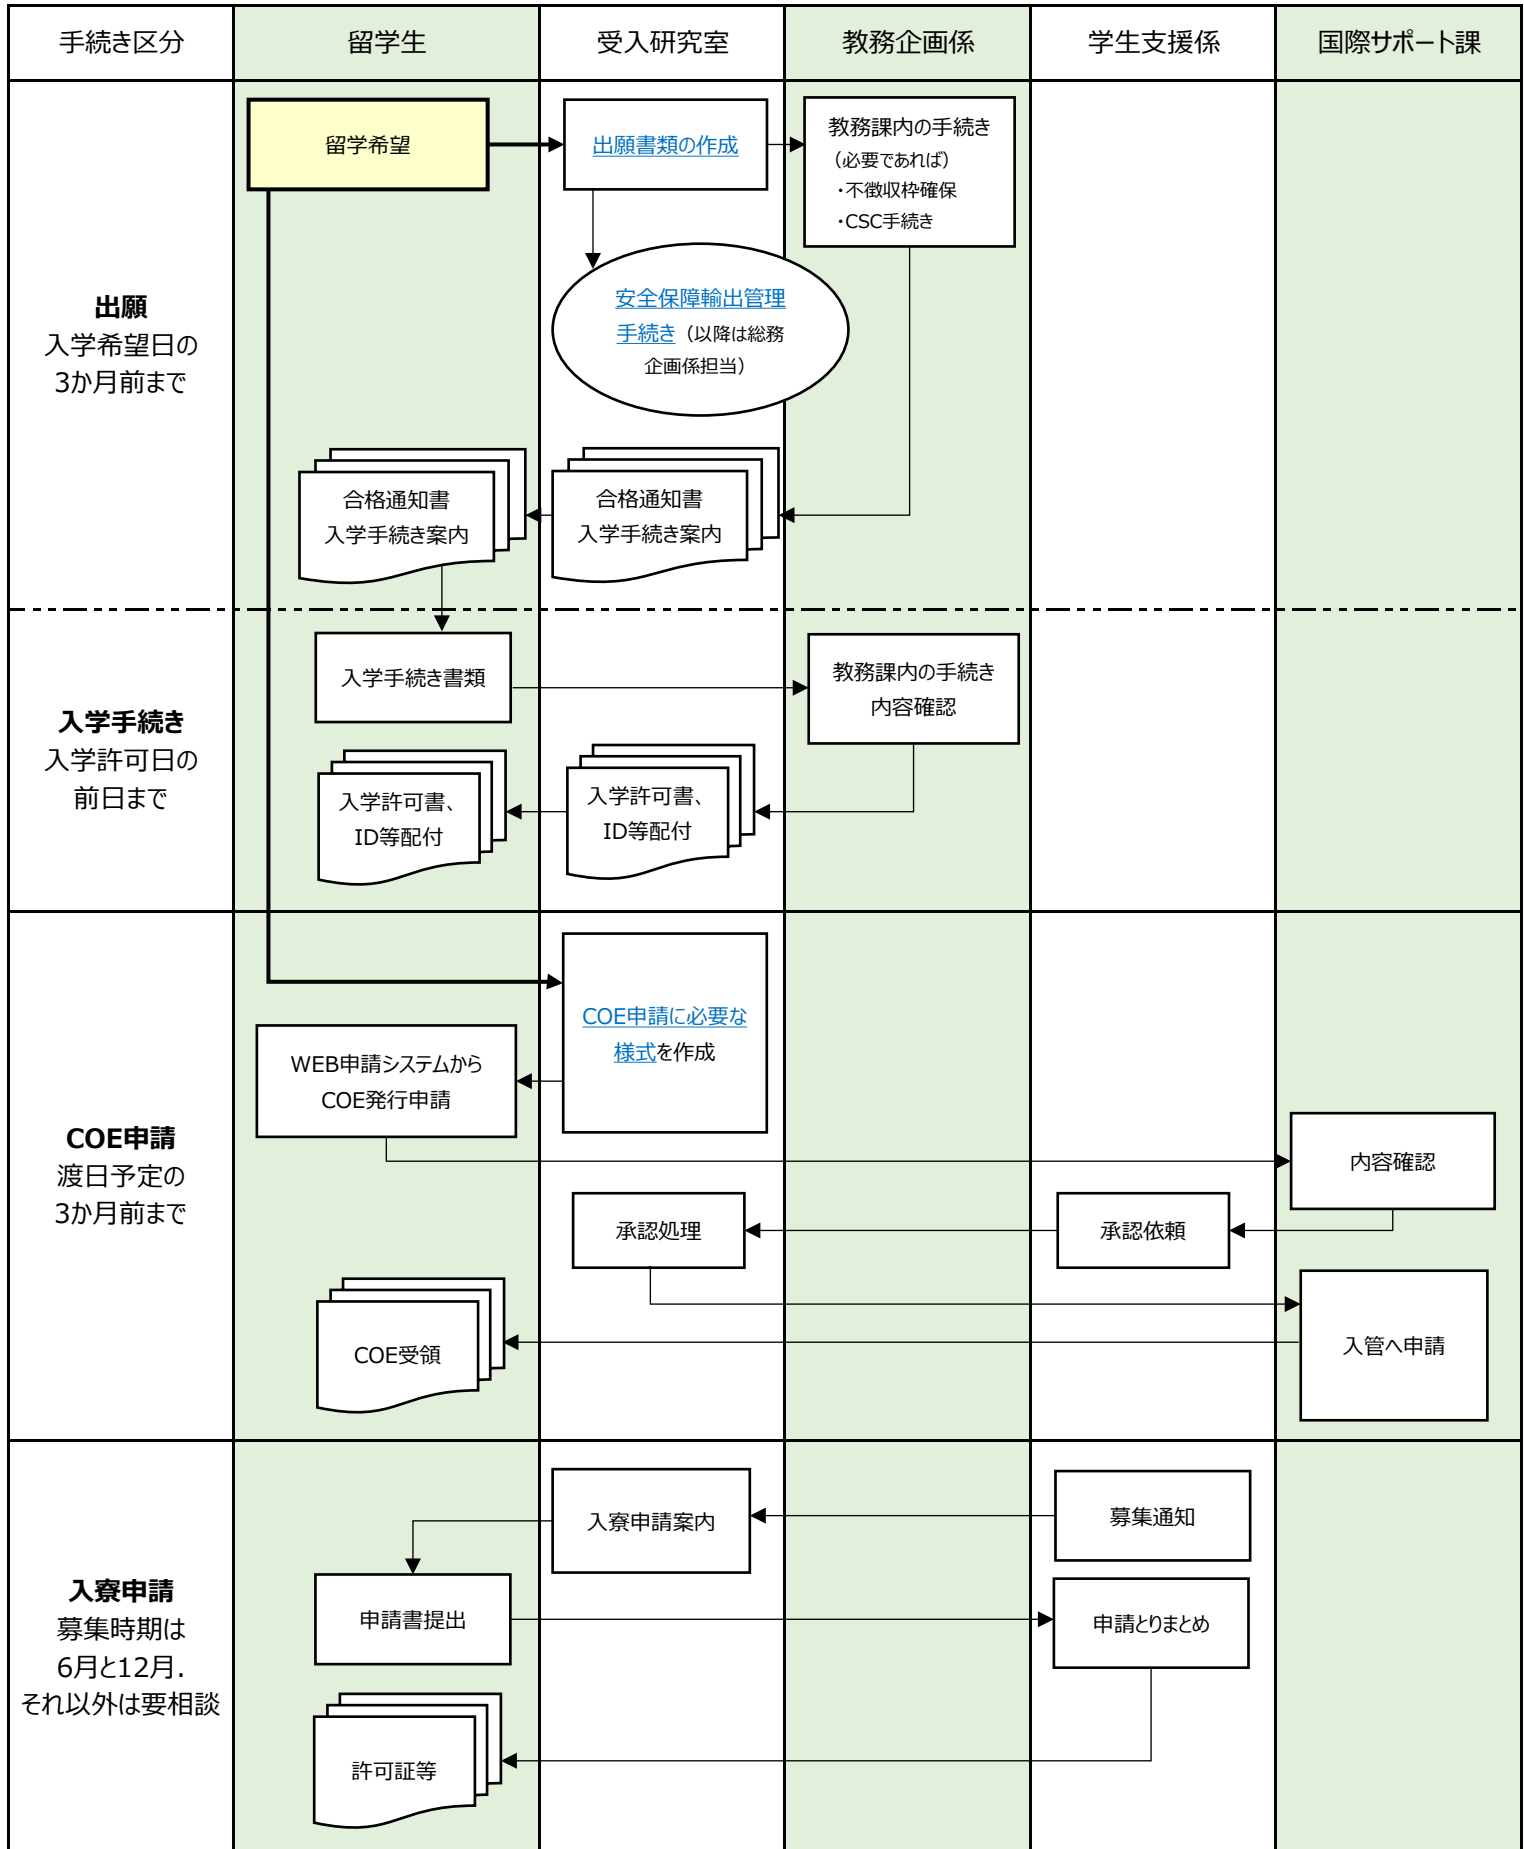 手続き区分
留学生
受入研究室
教務企画係
学生支援係
国際サポート課
出願
入学希望日の
3か月前まで
留学希望
出願書類の作成
教務課内の手続き
（必要であれば）
・不徴収枠確保
・CSC手続き
安全保障輸出管理
手続き（以降は総務
企画係担当）
合格通知書
入学手続き案内
合格通知書
入学手続き案内
入学手続き
入学許可日の
前日まで
入学手続き書類
教務課内の手続き
内容確認
入学許可書、
ID等配付
入学許可書、
ID等配付
COE申請
渡日予定の
3か月前まで
COE申請に必要な
様式を作成
WEB申請システムから
COE発行申請
内容確認
承認処理
承認依頼
COE受領
入管へ申請
入寮申請
募集時期は
6月と12月.
それ以外は要相談
入寮申請案内
募集通知
申請書提出
申請とりまとめ
許可証等